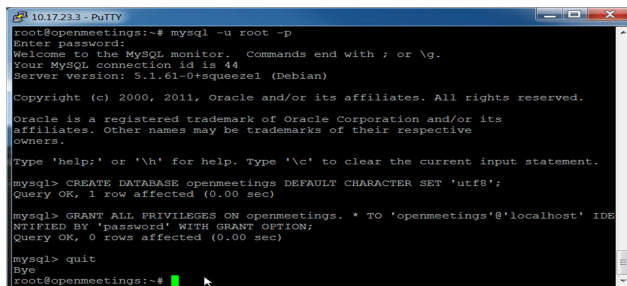 10.17.23.3 - PuTTY
root@openmeetings:~# mysql -u root -p
Enter password:
Welcome to the MySQL monitor.  Commands end with ; or \g.
Your MySQL connection id is 44
Server version: 5.1.61-0+squeeze1 (Debian)
Copyright (c) 2000, 2011, Oracle and/or its affiliates. All rights reserved.
Oracle is a registered trademark of Oracle Corporation and/or its
affiliates. Other names may be trademarks of their respective
owners.
Type 'help;' or '\h' for help. Type '\c' to clear the current input statement.
mysql> CREATE DATABASE openmeetings DEFAULT CHARACTER SET 'utf8';
Query OK, 1 row affected (0.00 sec)
mysql> GRANT ALL PRIVILEGES ON openmeetings. * TO 'openmeetings'@'localhost' IDE
NTIFIED BY 'password' WITH GRANT OPTION;
Query OK, 0 rows affected (0.00 sec)
mysql> quit
Bye
root@openmeetings:~#